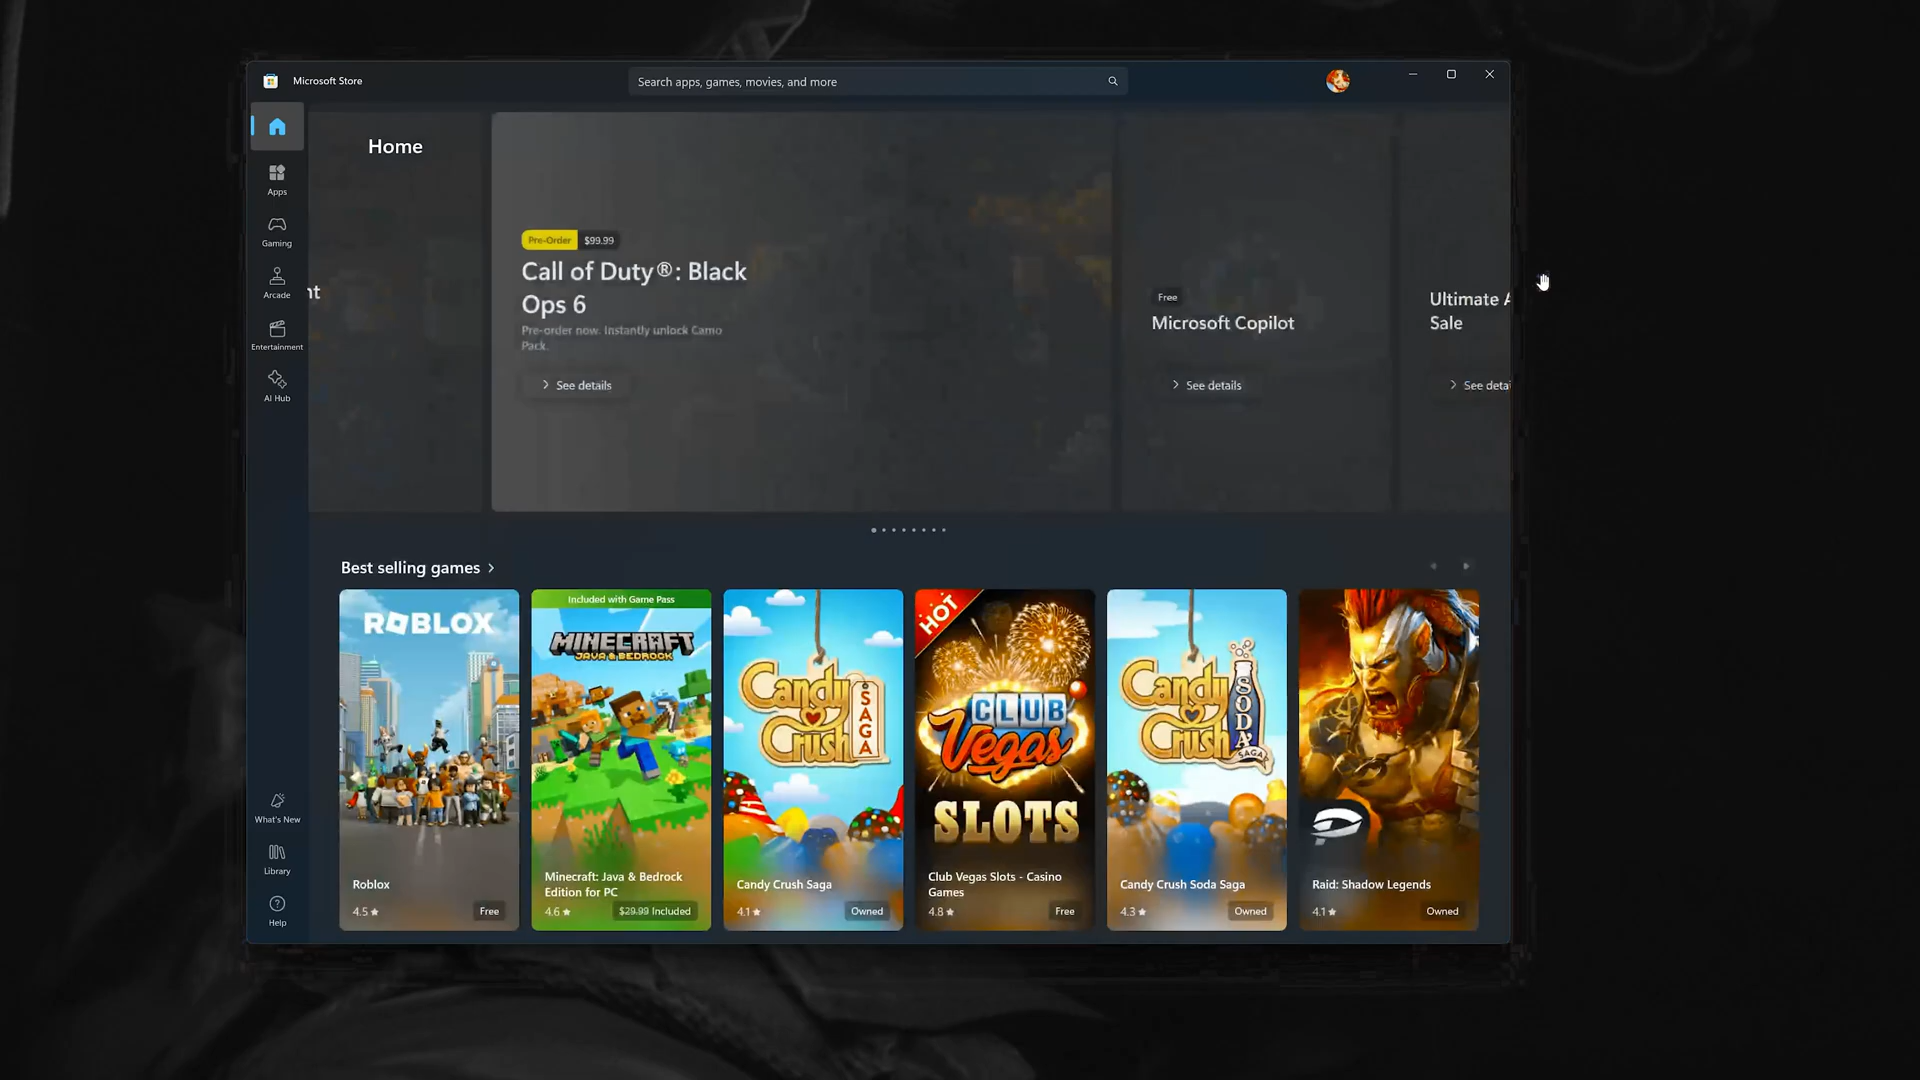 Microsoft Store
Search apps, games, movies, and more
Home
Apps
Gaming
Arcade
Entertainment
AI Hub
What's New
Library
Help
nt
Pre-Order $99.99
Call of Duty®: Black
Ops 6
Pre-order now. Instantly unlock Camo
Pack.
See details
Free
Microsoft Copilot
See details
Ultimate A
Sale
See detai
Best selling games
ROBLOX
Roblox
4.5 Free
Included with Game Pass
MINECRAFT
JAVA & BEDROCK
Minecraft: Java & Bedrock
Edition for PC
4.6 $29.99 Included
Candy
Crush
SAGA
Candy Crush Saga
4.1 Owned
HOT
CLUB
Vegas
SLOTS
Club Vegas Slots - Casino
Games
4.8 Free
Candy
Crush
SODA
SAGA
Candy Crush Soda Saga
4.3 Owned
Raid: Shadow Legends
4.1 Owned